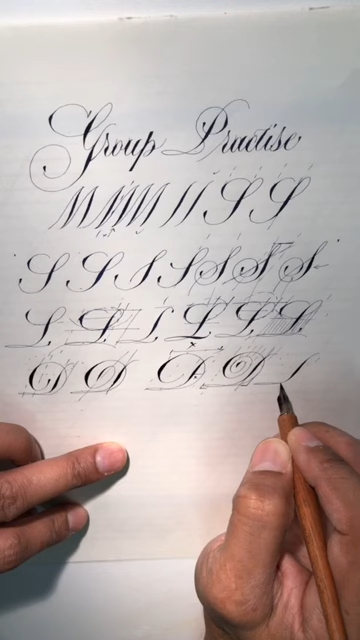 Group Practise
M M M / / S S
S S S S S S S
L L L L L L
D D D D